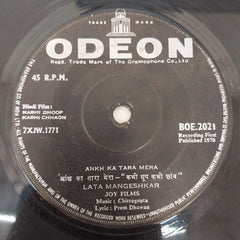 TRADE MARK
ODEON
Regd. Trade Mark of The Gramophone Co., Ltd.
45 R.P.M.
Hindi Film:
KABHI DHOOP
KABHI CHHAON
7XJW.1771
BOE.2021
Recording First
Published 1970
ANKH KA TARA MERA
आंख का तारा मेरा - "कभी धूप कभी छांव"
LATA MANGESHKAR
JOY FILMS
Music : Chitragupta
Lyric : Prem Dhawan